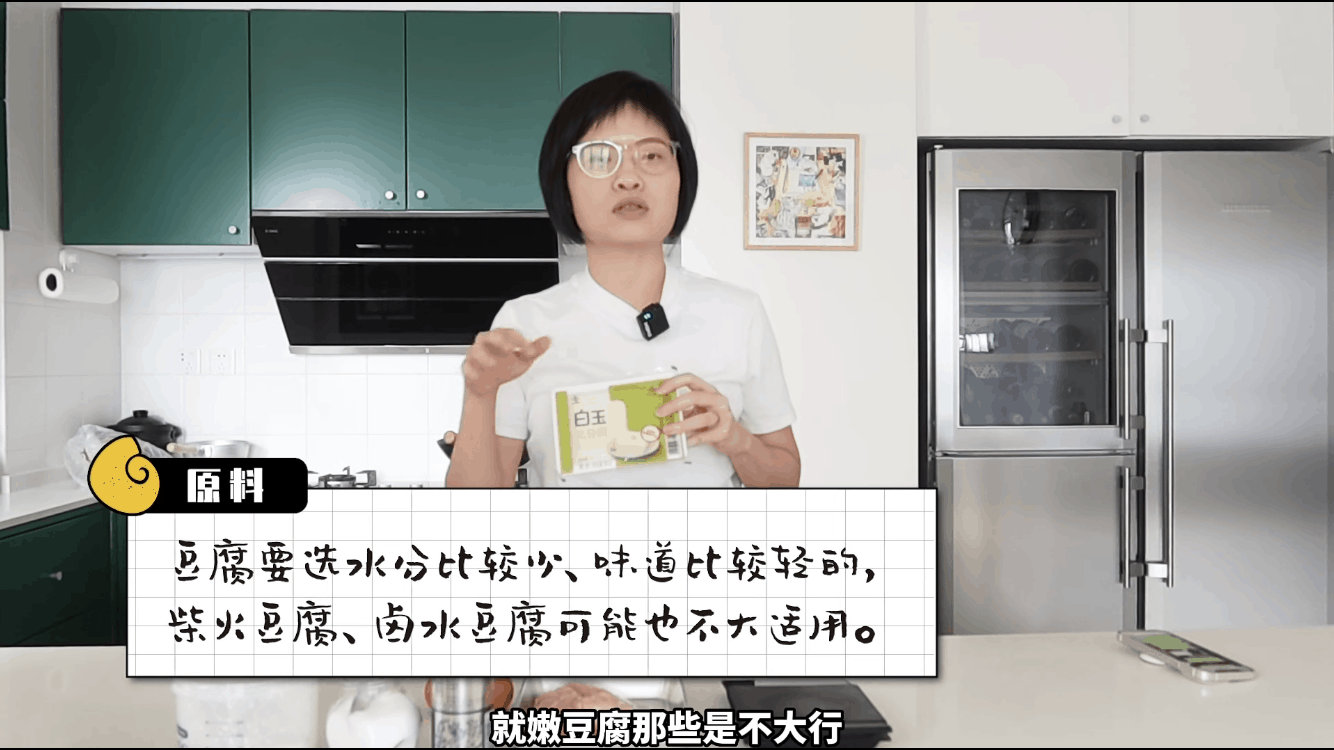 白玉
原料
豆腐要选水分比较少、味道比较轻的，
柴火豆腐、卤水豆腐可能也不大适用。
就嫩豆腐那些是不大行